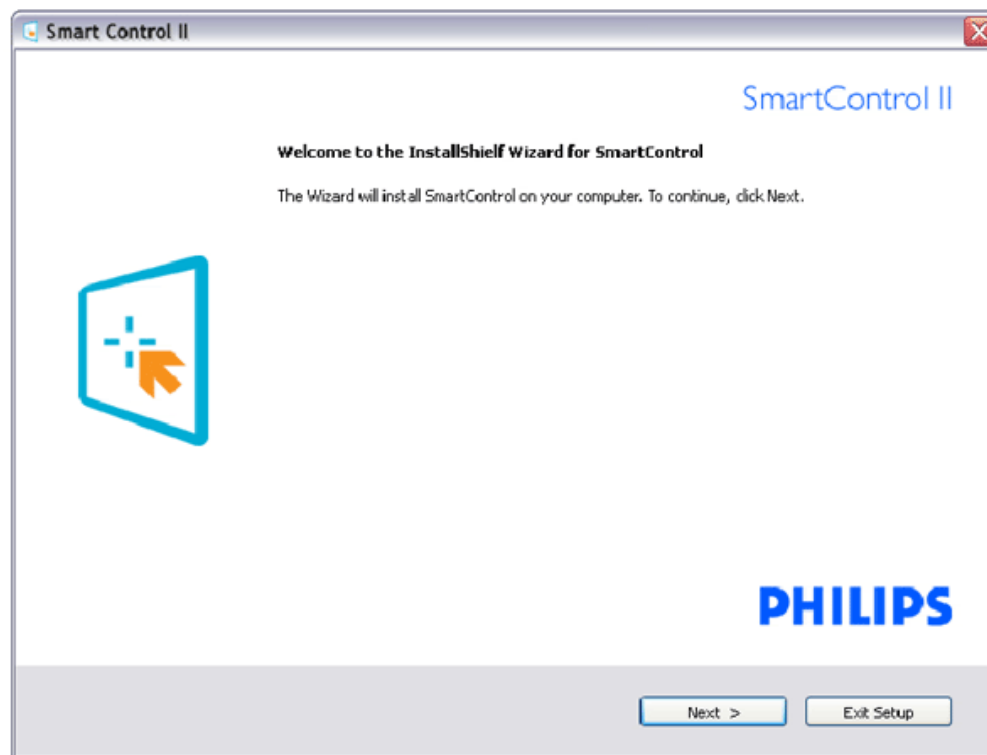 Smart Control II
SmartControl II
Welcome to the InstallShielf Wizard for SmartControl
The Wizard will install SmartControl on your computer. To continue, click Next.
PHILIPS
Next >
Exit Setup